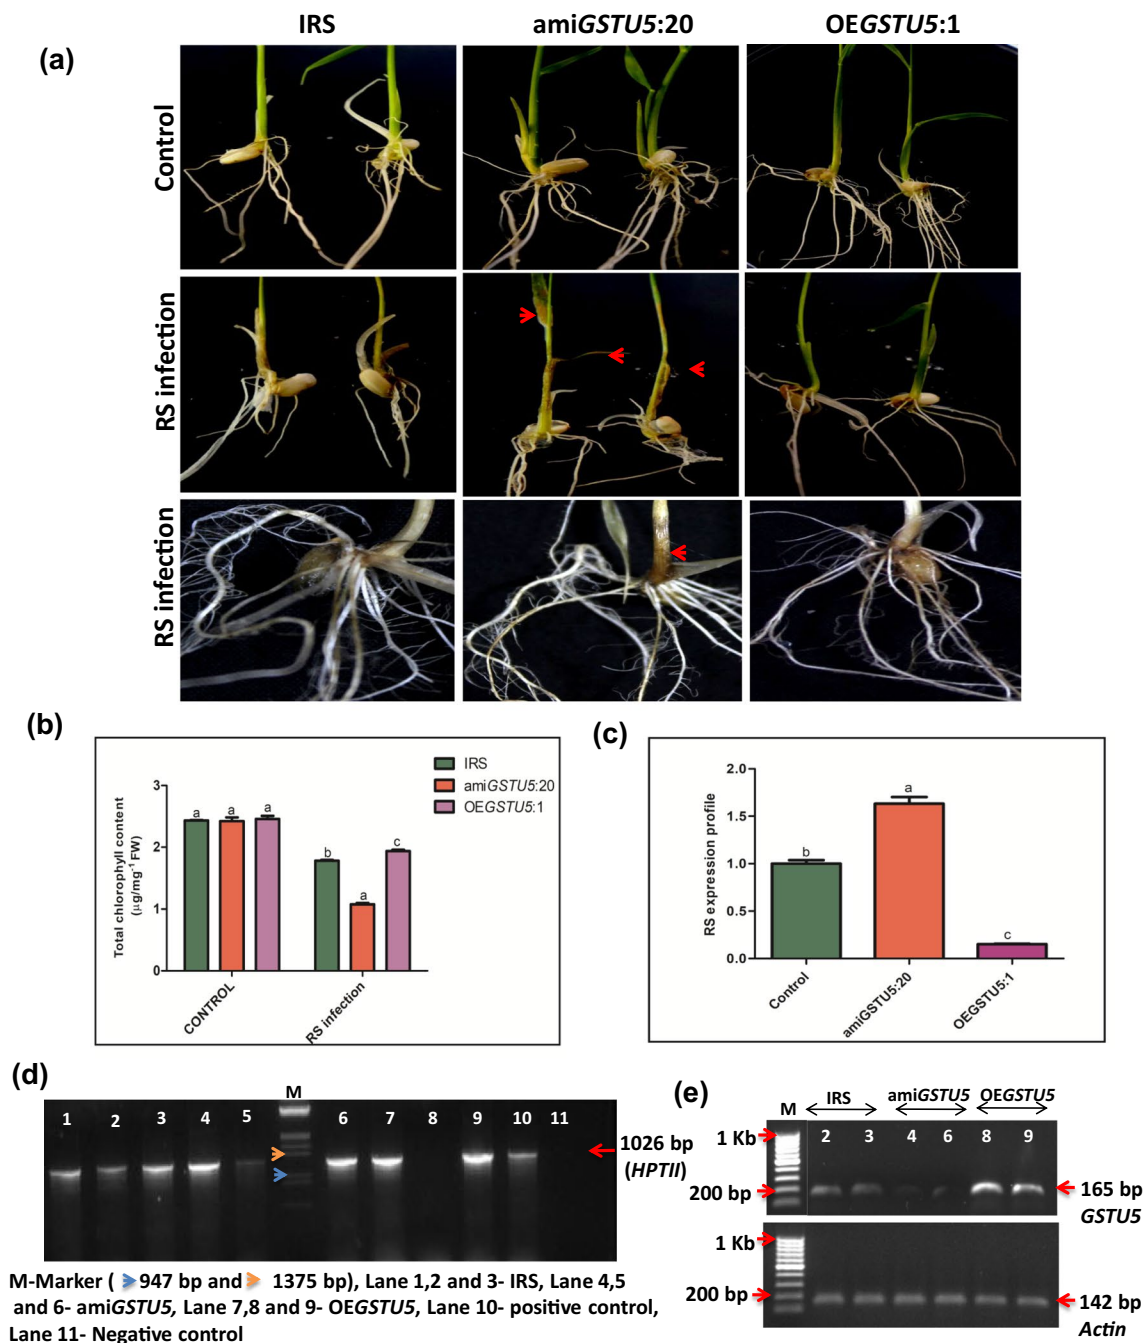 IRS amiGSTU5:20 OEGSTU5:1
(a)
Control
RS infection
RS infection
(b)
IRS
amiGSTU5:20
OEGSTU5:1
Total chlorophyll content
(µg/mg⁻¹ FW)
3
2
1
0
a a a
b a c
CONTROL RS infection
(c)
RS expression profile
2.0
1.5
1.0
0.5
0.0
b a c
Control amiGSTU5:20 OEGSTU5:1
(d)
M
1 2 3 4 5 6 7 8 9 10 11
1026 bp
(HPTII)
M-Marker ( 947 bp and 1375 bp), Lane 1,2 and 3- IRS, Lane 4,5
and 6- amiGSTU5, Lane 7,8 and 9- OEGSTU5, Lane 10- positive control,
Lane 11- Negative control
(e)
M IRS amiGSTU5 OEGSTU5
2 3 4 6 8 9
1 Kb
200 bp
165 bp
GSTU5
1 Kb
200 bp
142 bp
Actin